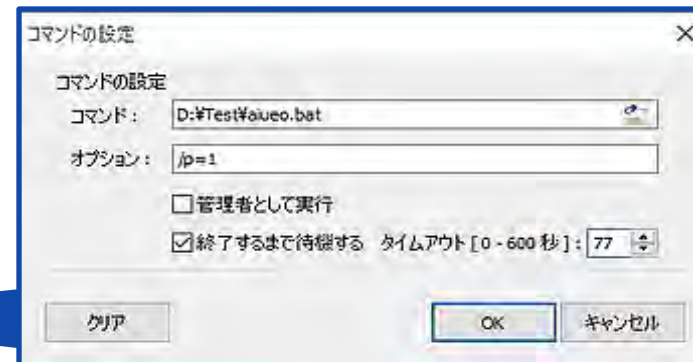 コマンドの設定
コマンドの設定
コマンド： D:¥Test¥aiueo.bat
オプション： /p=1
管理者として実行
終了するまで待機する タイムアウト [ 0 - 600 秒 ] : 77
クリア OK キャンセル